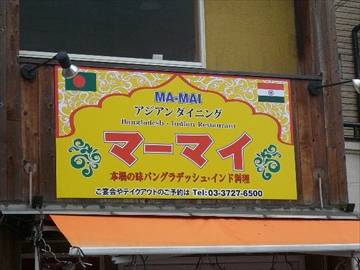 MA-MAI
アジアンダイニング
Bangladesh・Indian Restaurant
マーマイ
本場の味バングラデッシュ・インド料理
ご宴会やテイクアウトのご予約は Tel:03-3727-6500